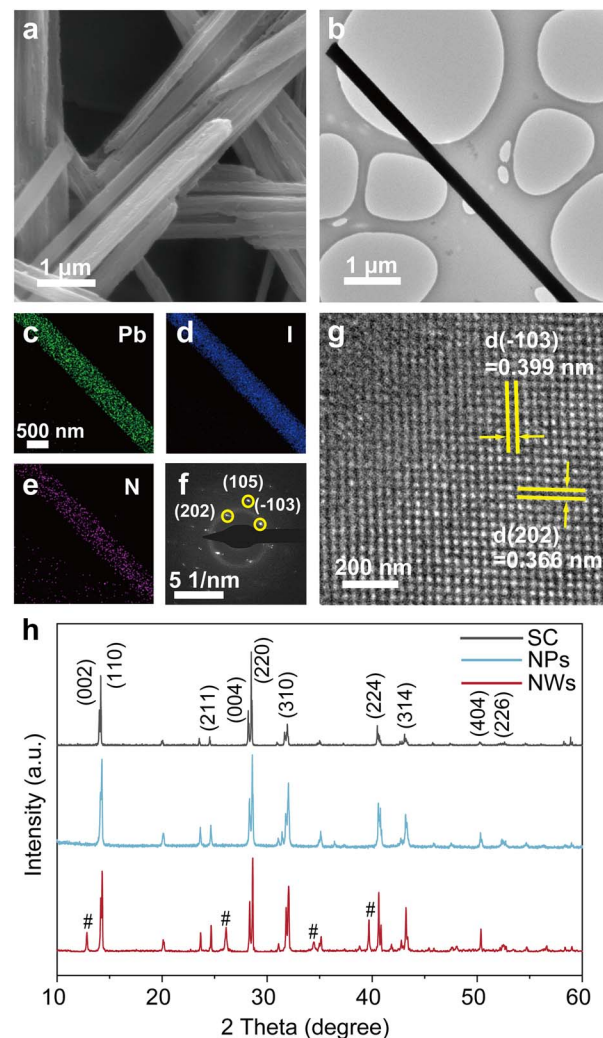 a
1 µm
b
1 µm
c
Pb
500 nm
d
I
e
N
f
(105)
(202)
(-103)
5 1/nm
g
d(-103)
=0.399 nm
d(202)
=0.366 nm
200 nm
h
SC
NPs
NWs
(002)
(110)
(211)
(004)
(220)
(310)
(224)
(314)
(404)
(226)
#
#
#
#
Intensity (a.u.)
10
20
30
40
50
60
2 Theta (degree)